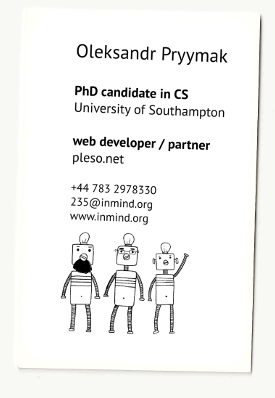 Oleksandr Pryymak
PhD candidate in CS
University of Southampton
web developer / partner
pleso.net
+44 783 2978330
235@inmind.org
www.inmind.org